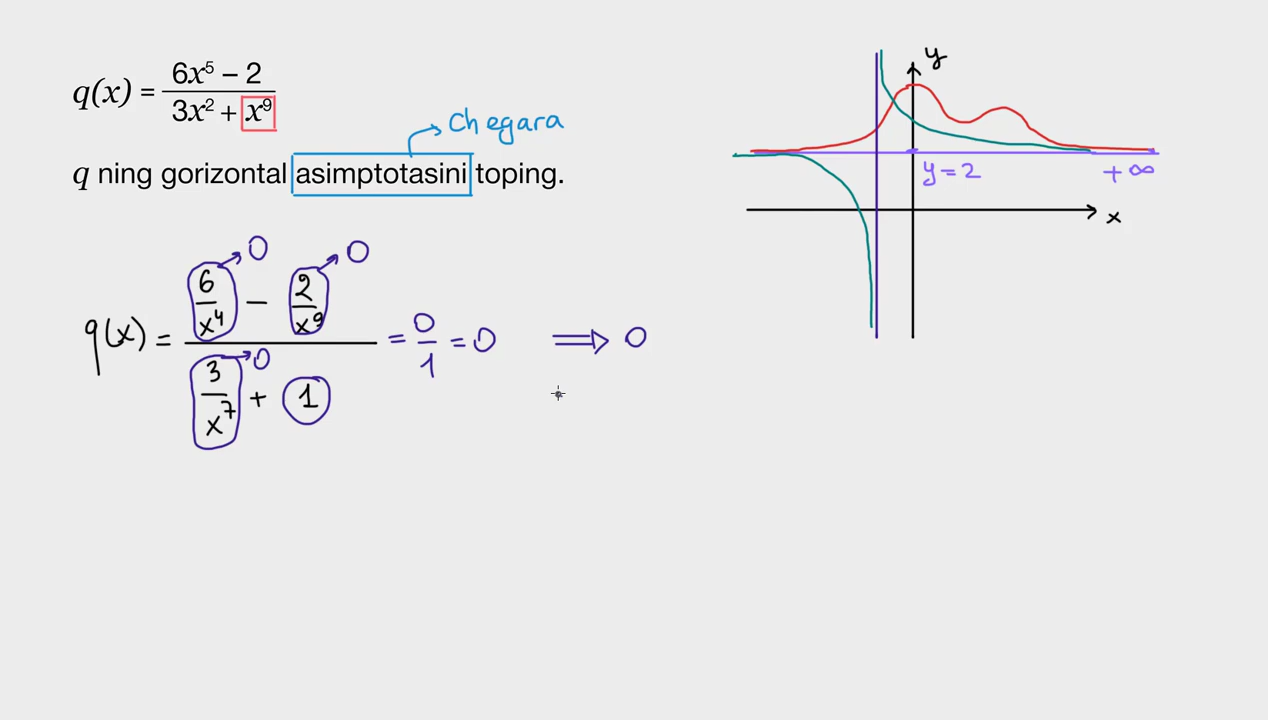 q(x) = (6x⁵ − 2)/(3x² + x⁹)
Chegara
q ning gorizontal asimptotasini toping.
q(x) = (6/x⁴ − 2/x⁹)/(3/x⁷ + 1) = 0/1 = 0 ⟹ 0
0
0
0
y
y = 2
+∞
x